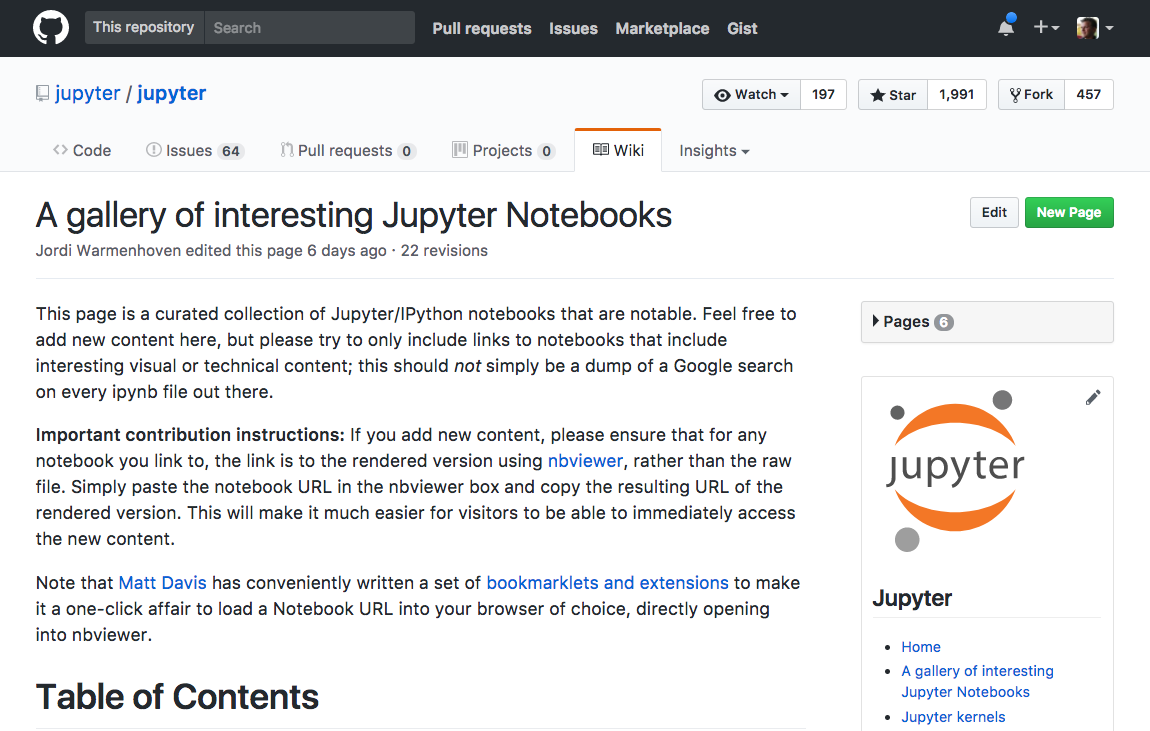 This repository Search Pull requests Issues Marketplace Gist
jupyter / jupyter
Watch 197 Star 1,991 Fork 457
Code Issues 64 Pull requests 0 Projects 0 Wiki Insights
A gallery of interesting Jupyter Notebooks
Edit New Page
Jordi Warmenhoven edited this page 6 days ago · 22 revisions
This page is a curated collection of Jupyter/IPython notebooks that are notable. Feel free to
add new content here, but please try to only include links to notebooks that include
interesting visual or technical content; this should not simply be a dump of a Google search
on every ipynb file out there.
Important contribution instructions: If you add new content, please ensure that for any
notebook you link to, the link is to the rendered version using nbviewer, rather than the raw
file. Simply paste the notebook URL in the nbviewer box and copy the resulting URL of the
rendered version. This will make it much easier for visitors to be able to immediately access
the new content.
Note that Matt Davis has conveniently written a set of bookmarklets and extensions to make
it a one-click affair to load a Notebook URL into your browser of choice, directly opening
into nbviewer.
Table of Contents
Pages 6
jupyter
Jupyter
Home
A gallery of interesting
Jupyter Notebooks
Jupyter kernels